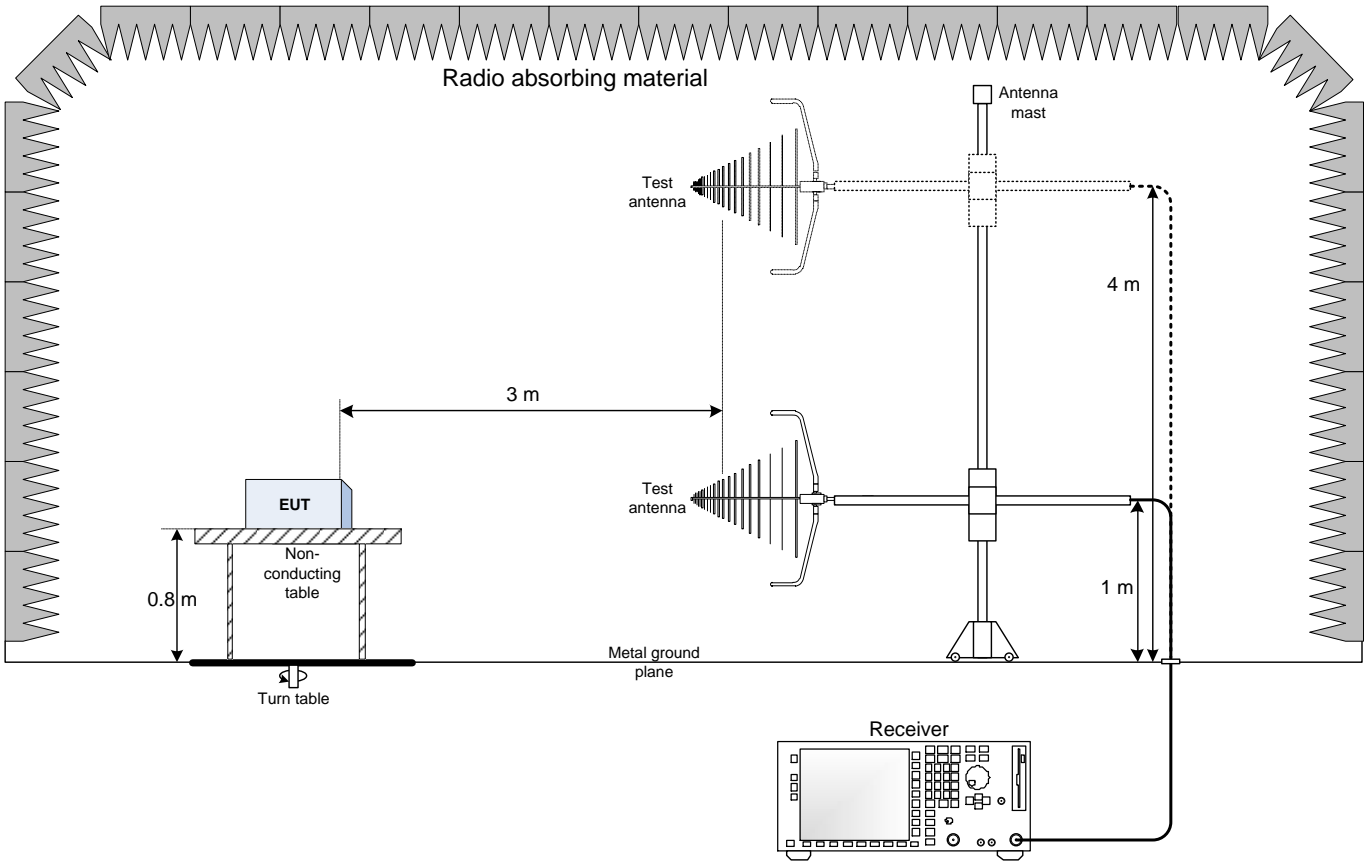 Radio absorbing material
Antenna
mast
Test
antenna
4 m
3 m
Test
antenna
EUT
Non-
conducting
table
0.8 m
1 m
Metal ground
plane
Turn table
Receiver